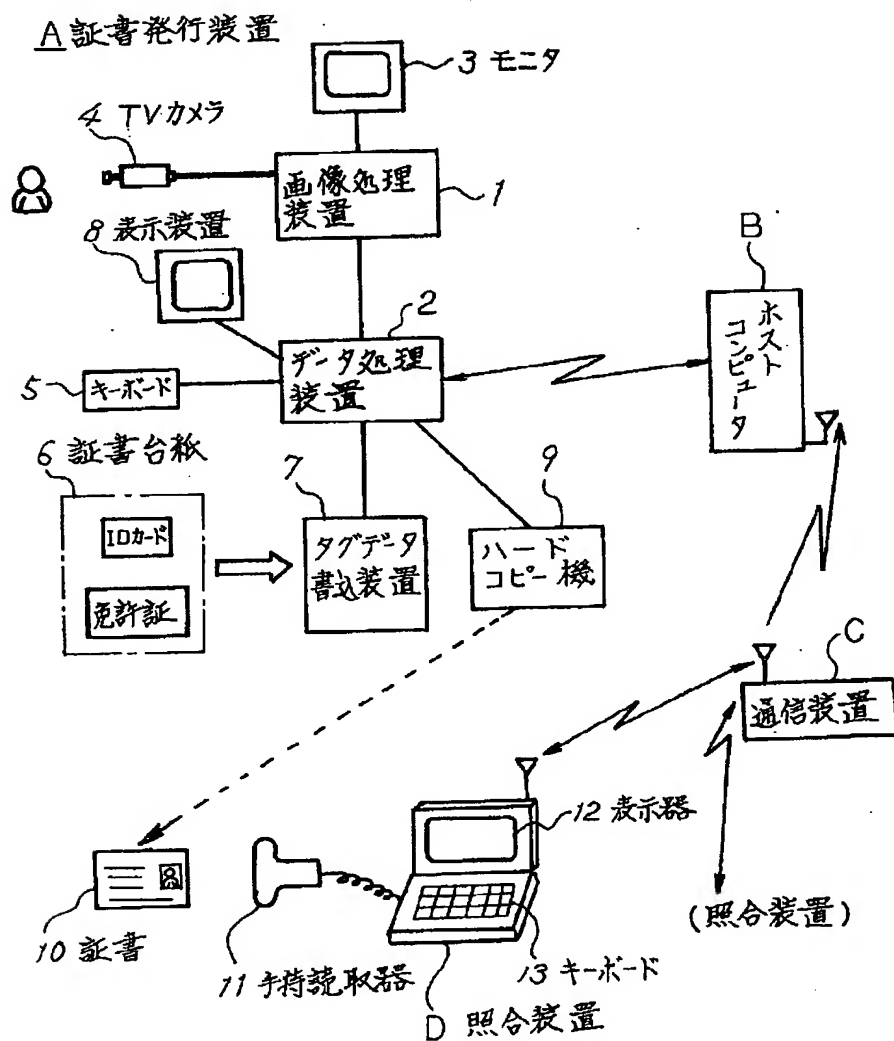 A 証書発行装置
3 モニタ
4 TVカメラ
画像処理
装置
1
8 表示装置
B
ホスト
コンピュータ
2
データ処理
装置
5
キーボード
6 証書台紙
IDカード
免許証
7
タグデータ
書込装置
9
ハード
コピー機
C
通信装置
12 表示器
(照合装置)
10 証書
11 手持読取器
13 キーボード
D 照合装置